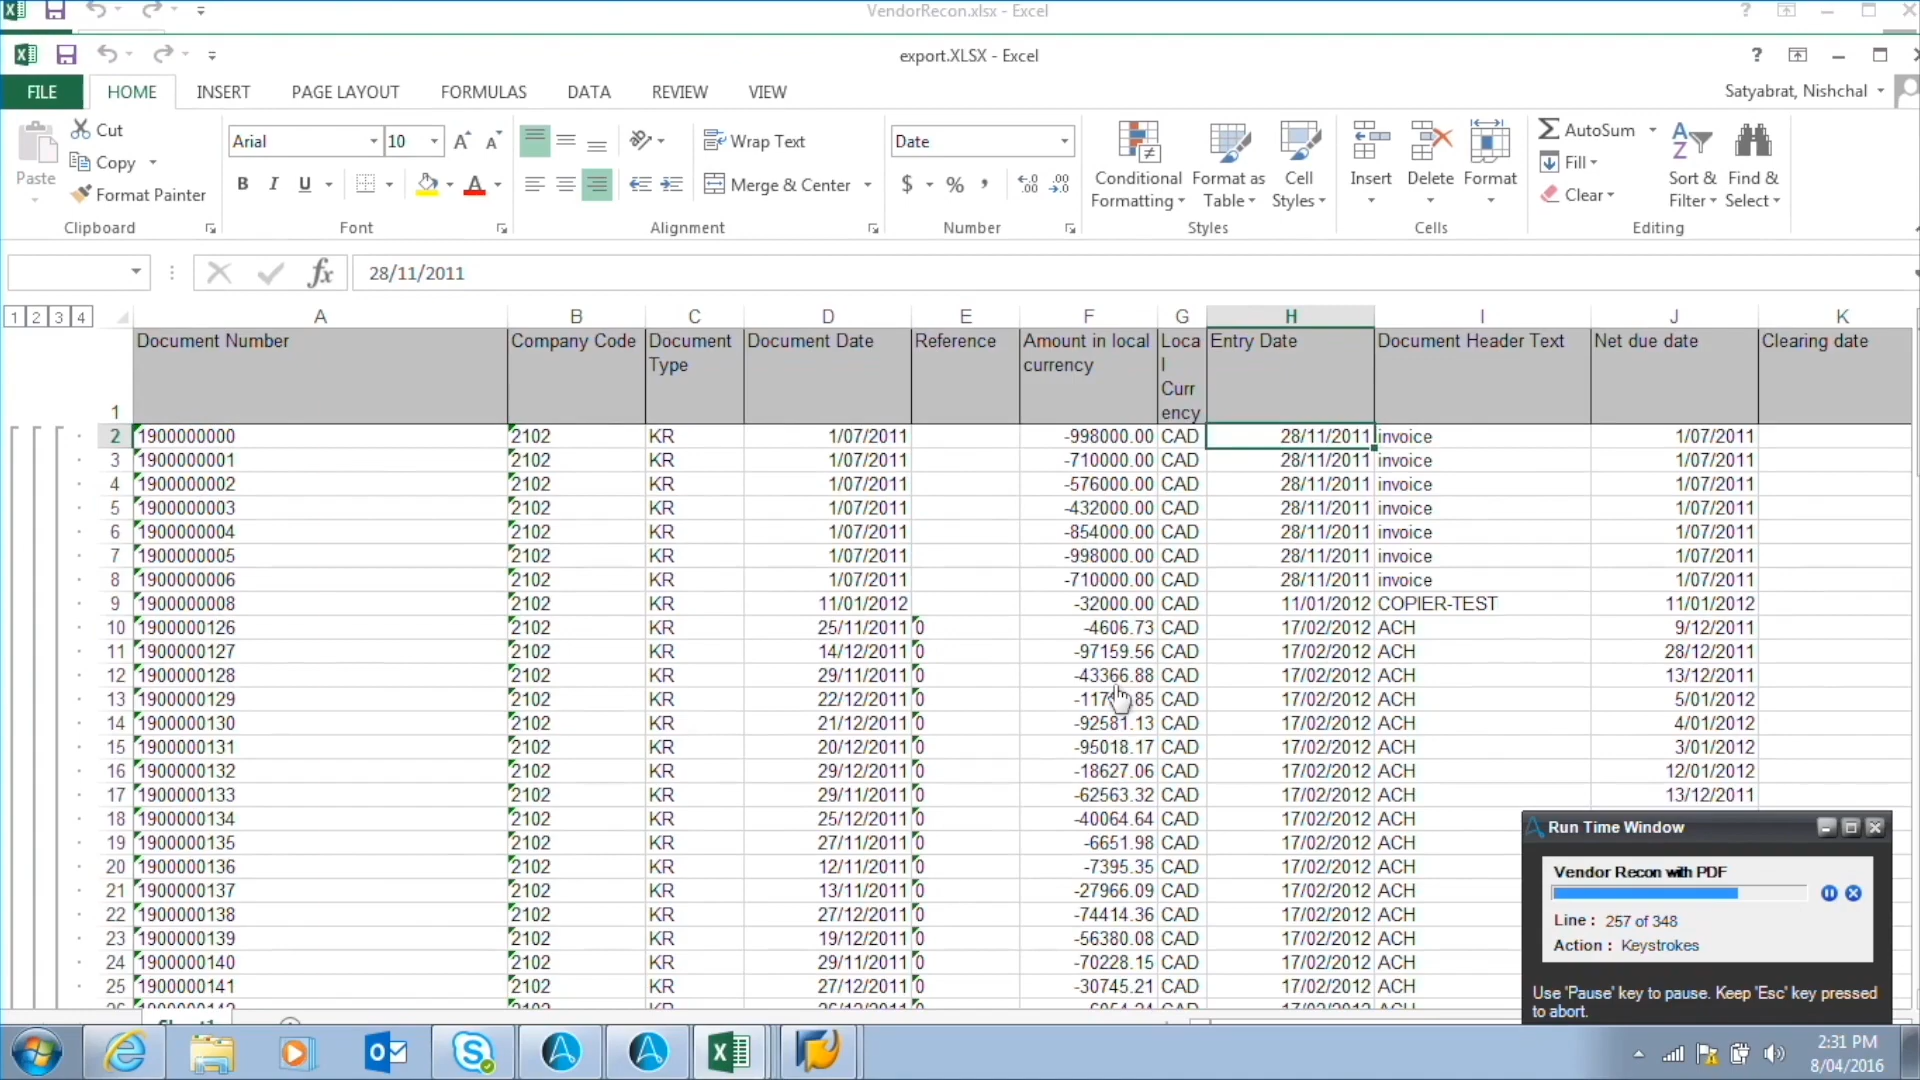 VendorRecon.xlsx - Excel
export.XLSX - Excel
FILE HOME INSERT PAGE LAYOUT FORMULAS DATA REVIEW VIEW
Satyabrat, Nishchal
Paste
Cut
Copy
Format Painter
Clipboard
Arial 10
B I U
Font
Wrap Text
Merge & Center
Alignment
Date
$ % ,
Number
Conditional Formatting
Format as Table
Cell Styles
Styles
Insert Delete Format
Cells
AutoSum
Fill
Clear
Sort & Filter
Find & Select
Editing
fx 28/11/2011
1 2 3 4 A B C D E F G H I J K
1 Document Number Company Code Document Type Document Date Reference Amount in local currency Local Currency Entry Date Document Header Text Net due date Clearing date
2 1900000000 2102 KR 1/07/2011 -998000.00 CAD 28/11/2011 invoice 1/07/2011
3 1900000001 2102 KR 1/07/2011 -710000.00 CAD 28/11/2011 invoice 1/07/2011
4 1900000002 2102 KR 1/07/2011 -576000.00 CAD 28/11/2011 invoice 1/07/2011
5 1900000003 2102 KR 1/07/2011 -432000.00 CAD 28/11/2011 invoice 1/07/2011
6 1900000004 2102 KR 1/07/2011 -854000.00 CAD 28/11/2011 invoice 1/07/2011
7 1900000005 2102 KR 1/07/2011 -998000.00 CAD 28/11/2011 invoice 1/07/2011
8 1900000006 2102 KR 1/07/2011 -710000.00 CAD 28/11/2011 invoice 1/07/2011
9 1900000008 2102 KR 11/01/2012 -32000.00 CAD 11/01/2012 COPIER-TEST 11/01/2012
10 1900000126 2102 KR 25/11/2011 0 -4606.73 CAD 17/02/2012 ACH 9/12/2011
11 1900000127 2102 KR 14/12/2011 0 -97159.56 CAD 17/02/2012 ACH 28/12/2011
12 1900000128 2102 KR 29/11/2011 0 -43366.88 CAD 17/02/2012 ACH 13/12/2011
13 1900000129 2102 KR 22/12/2011 0 CAD 17/02/2012 ACH 5/01/2012
14 1900000130 2102 KR 21/12/2011 0 -92581.13 CAD 17/02/2012 ACH 4/01/2012
15 1900000131 2102 KR 20/12/2011 0 -95018.17 CAD 17/02/2012 ACH 3/01/2012
16 1900000132 2102 KR 29/12/2011 0 -18627.06 CAD 17/02/2012 ACH 12/01/2012
17 1900000133 2102 KR 29/11/2011 0 -62563.32 CAD 17/02/2012 ACH 13/12/2011
18 1900000134 2102 KR 25/12/2011 0 -40064.64 CAD 17/02/2012 ACH
19 1900000135 2102 KR 27/11/2011 0 -6651.98 CAD 17/02/2012 ACH
20 1900000136 2102 KR 12/11/2011 0 -7395.35 CAD 17/02/2012 ACH
21 1900000137 2102 KR 13/11/2011 0 -27966.09 CAD 17/02/2012 ACH
22 1900000138 2102 KR 27/12/2011 0 -74414.36 CAD 17/02/2012 ACH
23 1900000139 2102 KR 19/12/2011 0 -56380.08 CAD 17/02/2012 ACH
24 1900000140 2102 KR 29/11/2011 0 -70228.15 CAD 17/02/2012 ACH
25 1900000141 2102 KR 27/12/2011 0 -30745.21 CAD 17/02/2012 ACH
Run Time Window
Vendor Recon with PDF
Line : 257 of 348
Action : Keystrokes
Use 'Pause' key to pause. Keep 'Esc' key pressed
to abort.
2:31 PM
8/04/2016